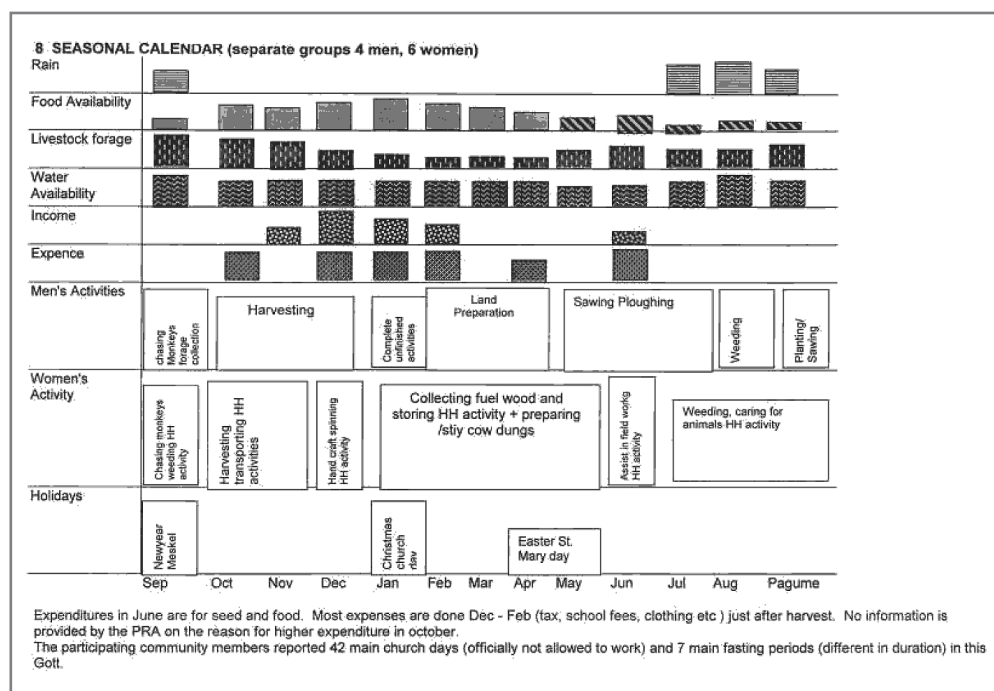 8 SEASONAL CALENDAR (separate groups 4 men, 6 women)
Rain
Food Availability
Livestock forage
Water
Availability
Income
Expence
Men's Activities
chasing
Monkeys
forage
collection
Harvesting
Complete
unfinished
activities
Land
Preparation
Sawing Ploughing
Weeding
Planting/
Sawing
Women's
Activity
Chasing monkeys
weeding HH
activity
Harvesting
transporting HH
activities
Hand craft spinning
HH activity
Collecting fuel wood and
storing HH activity + preparing
/stiy cow dungs
Assist in field workg
HH activity
Weeding, caring for
animals HH activity
Holidays
Newyear
Meskel
Christmas
church
day
Easter St.
Mary day
Sep Oct Nov Dec Jan Feb Mar Apr May Jun Jul Aug Pagume
Expenditures in June are for seed and food. Most expenses are done Dec - Feb (tax, school fees, clothing etc ) just after harvest. No information is
provided by the PRA on the reason for higher expenditure in october.
The participating community members reported 42 main church days (officially not allowed to work) and 7 main fasting periods (different in duration) in this
Gott.